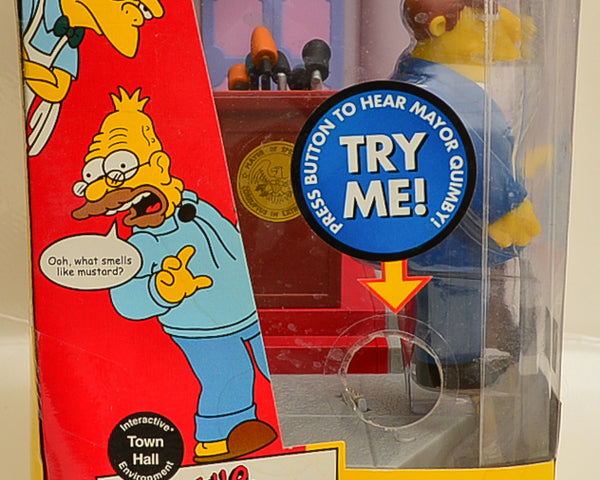 PRESS BUTTON TO HEAR MAYOR QUIMBY!
TRY
ME!
Ooh, what smells
like mustard?
Interactive*
Town
Hall
Environment